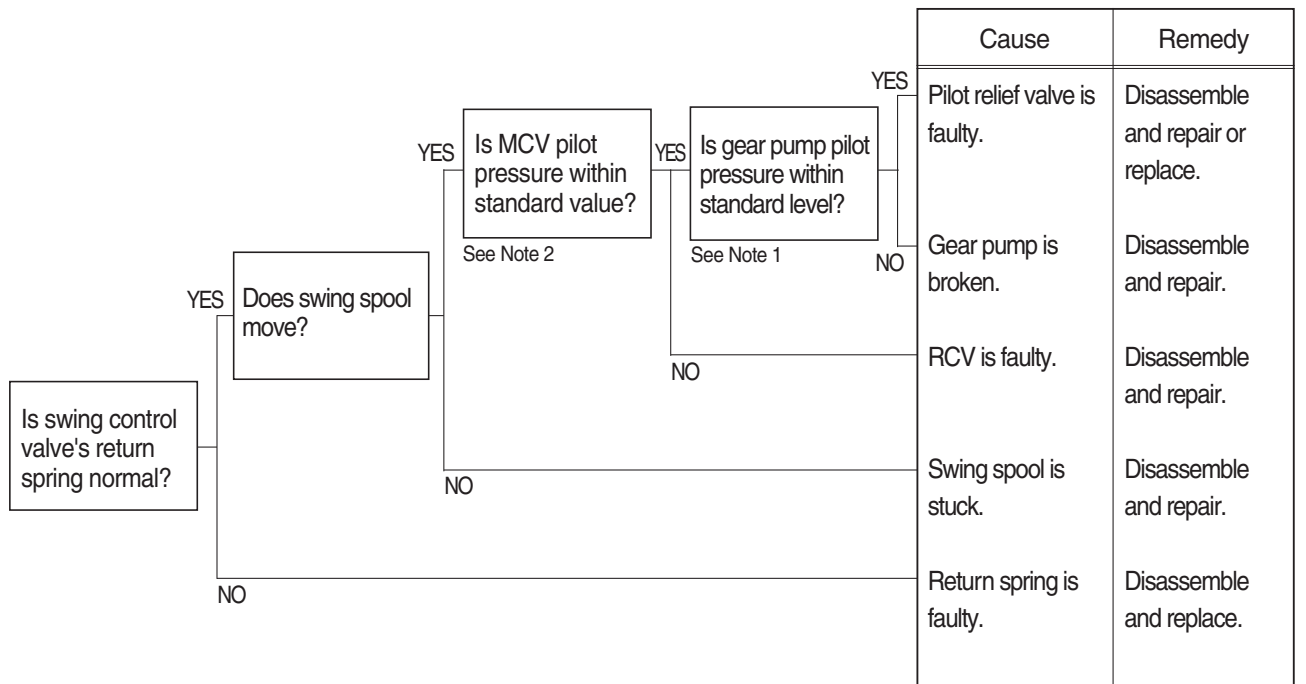 Cause
Remedy
YES
Pilot relief valve is
faulty.
Disassemble
and repair or
replace.
YES
Is MCV pilot
pressure within
standard value?
See Note 2
YES
Is gear pump pilot
pressure within
standard level?
See Note 1
NO
Gear pump is
broken.
Disassemble
and repair.
YES
Does swing spool
move?
NO
RCV is faulty.
Disassemble
and repair.
Is swing control
valve's return
spring normal?
NO
Swing spool is
stuck.
Disassemble
and repair.
NO
Return spring is
faulty.
Disassemble
and replace.